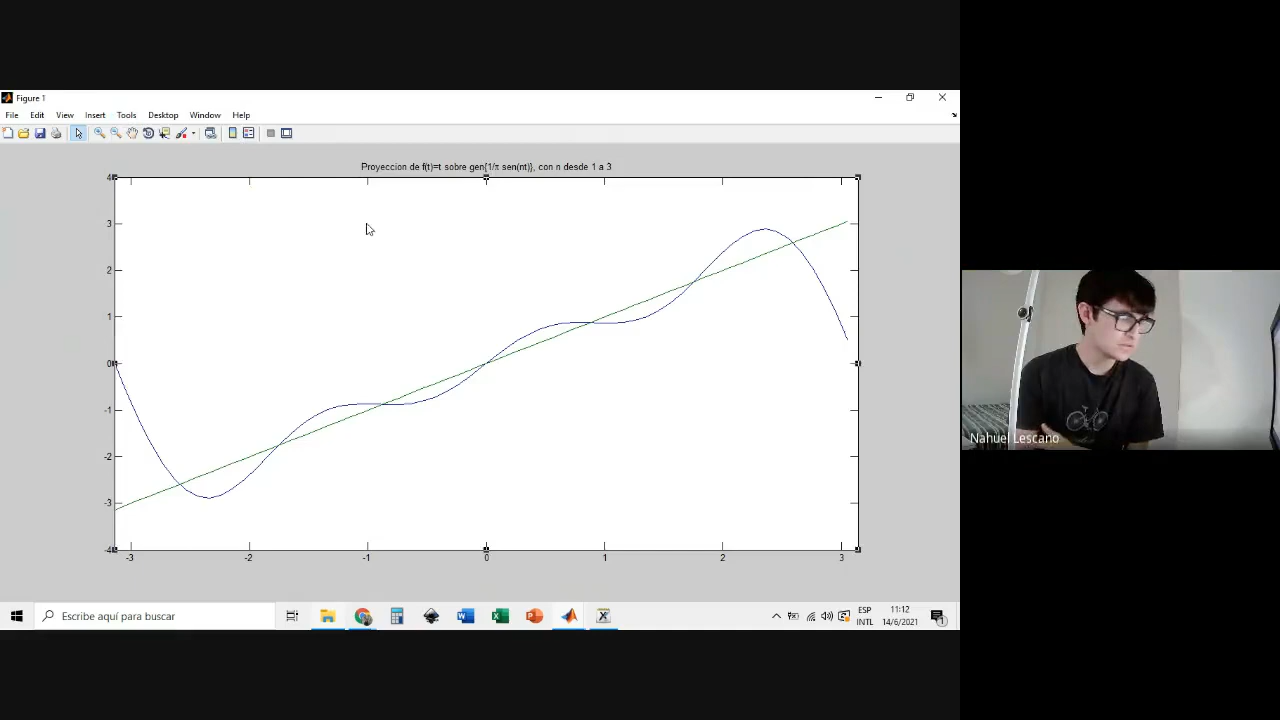 Figure 1
File Edit View Insert Tools Desktop Window Help
Proyeccion de f(t)=t sobre gen{1/π sen(nt)}, con n desde 1 a 3
4
3
2
1
0
-1
-2
-3
-4
-3 -2 -1 0 1 2 3
Nahuel Lescano
Escribe aquí para buscar
ESP
INTL
11:12
14/6/2021
1